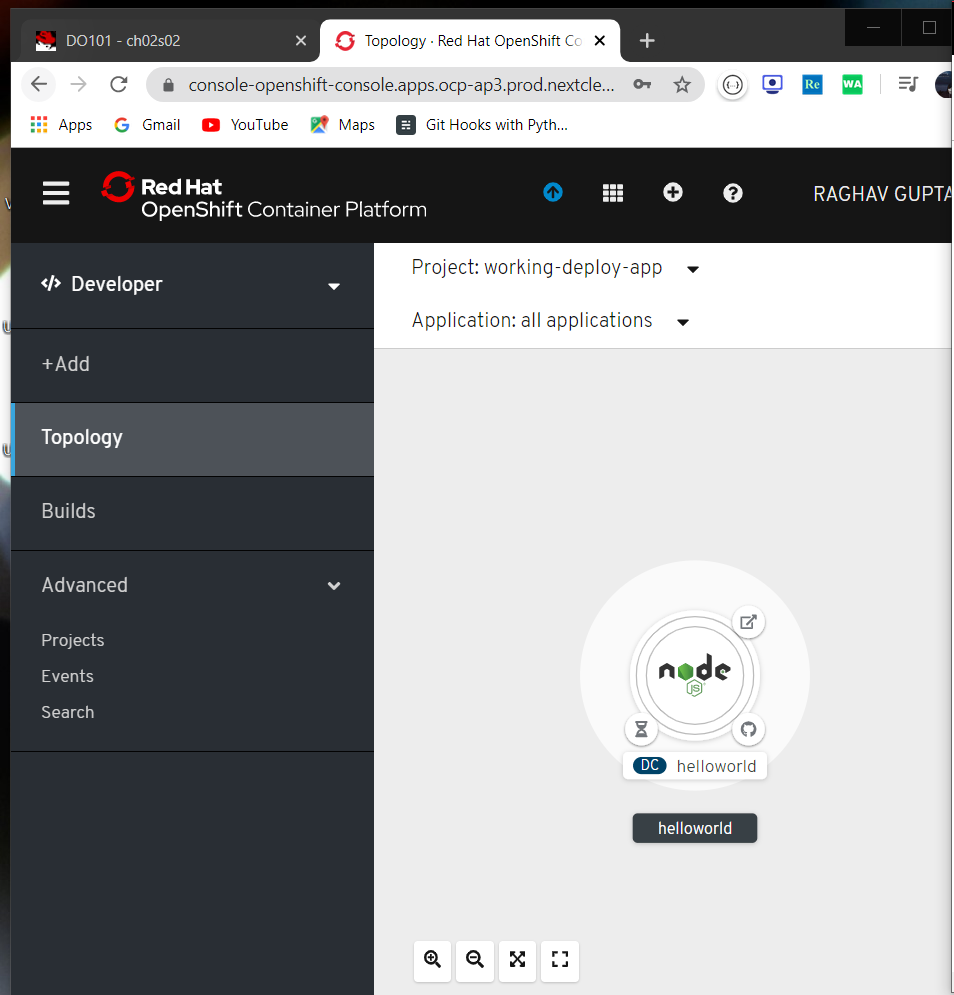 DO101 - ch02s02
Topology · Red Hat OpenShift Co
console-openshift-console.apps.ocp-ap3.prod.nextcle...
Re
WA
Apps
Gmail
YouTube
Maps
Git Hooks with Pyth...
Red Hat
OpenShift Container Platform
RAGHAV GUPTA
</> Developer
Project: working-deploy-app
Application: all applications
+Add
Topology
Builds
Advanced
Projects
Events
Search
node
JS
DC helloworld
helloworld